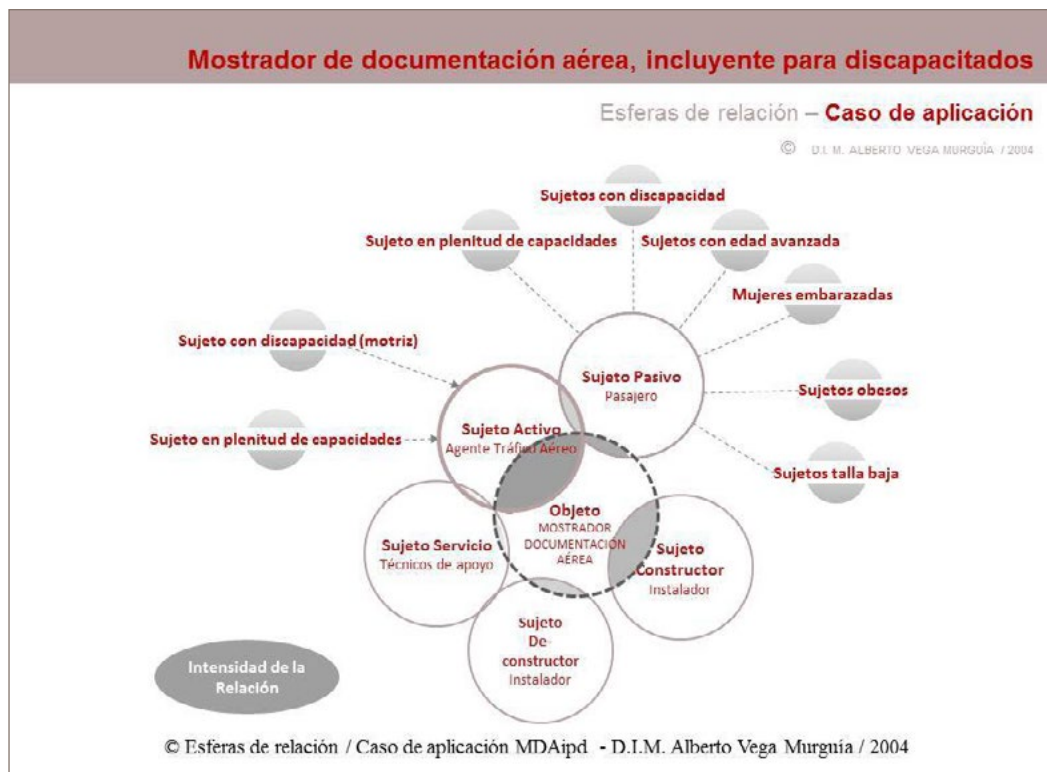 Mostrador de documentación aérea, incluyente para discapacitados
Esferas de relación – Caso de aplicación
© D.I. M. ALBERTO VEGA MURGUÍA / 2004
Sujetos con discapacidad
Sujeto en plenitud de capacidades
Sujetos con edad avanzada
Mujeres embarazadas
Sujeto con discapacidad (motriz)
Sujeto Pasivo
Pasajero
Sujetos obesos
Sujeto Activo
Agente Tráfico Aéreo
Sujeto en plenitud de capacidades
Sujetos talla baja
Objeto
MOSTRADOR
DOCUMENTACIÓN
AÉREA
Sujeto Servicio
Técnicos de apoyo
Sujeto
Constructor
Instalador
Sujeto
De-
constructor
Instalador
Intensidad de la
Relación
© Esferas de relación / Caso de aplicación MDAipd - D.I.M. Alberto Vega Murguía / 2004